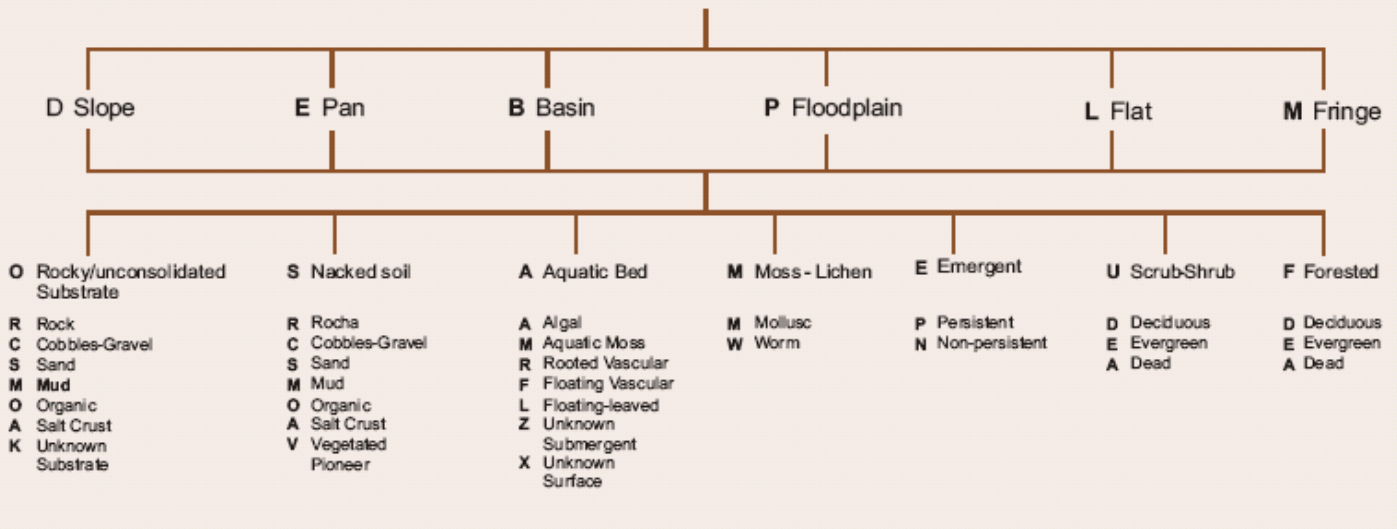 D Slope
E Pan
B Basin
P Floodplain
L Flat
M Fringe
O Rocky/unconsolidated
Substrate
R Rock
C Cobbles-Gravel
S Sand
M Mud
O Organic
A Salt Crust
K Unknown
Substrate
S Nacked soil
R Rocha
C Cobbles-Gravel
S Sand
M Mud
O Organic
A Salt Crust
V Vegetated
Pioneer
A Aquatic Bed
A Algal
M Aquatic Moss
R Rooted Vascular
F Floating Vascular
L Floating-leaved
Z Unknown
Submergent
X Unknown
Surface
M Moss - Lichen
M Mollusc
W Worm
E Emergent
P Persistent
N Non-persistent
U Scrub-Shrub
D Deciduous
E Evergreen
A Dead
F Forested
D Deciduous
E Evergreen
A Dead